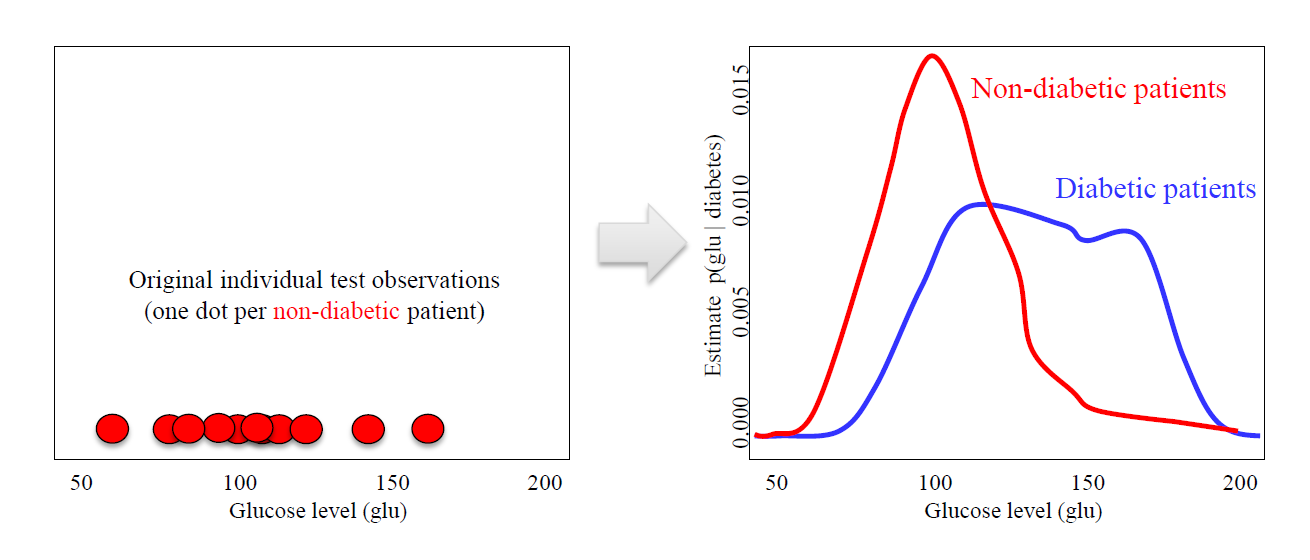 Original individual test observations
(one dot per non-diabetic patient)
50 100 150 200
Glucose level (glu)
Estimate p(glu | diabetes)
0.000 0.005 0.010 0.015
Non-diabetic patients
Diabetic patients
50 100 150 200
Glucose level (glu)